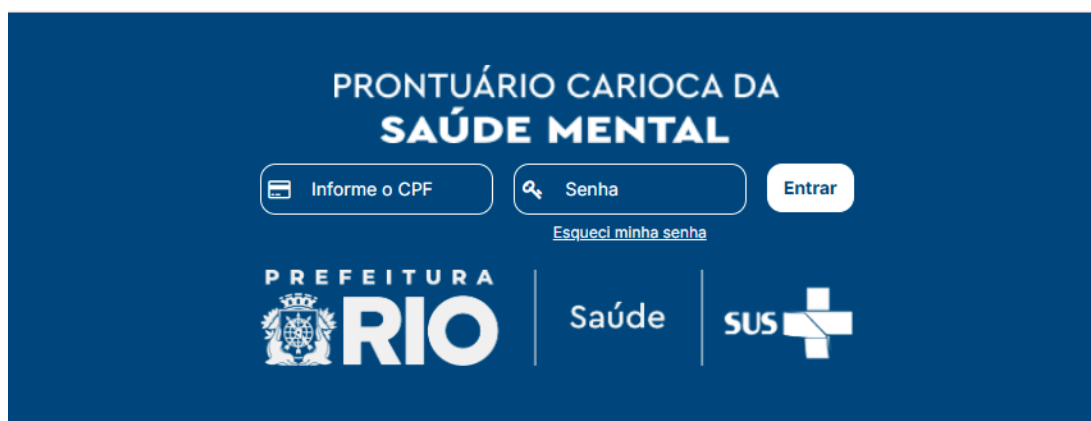 PRONTUÁRIO CARIOCA DA
SAÚDE MENTAL
Informe o CPF
Senha
Entrar
Esqueci minha senha
PREFEITURA
RIO
Saúde
SUS